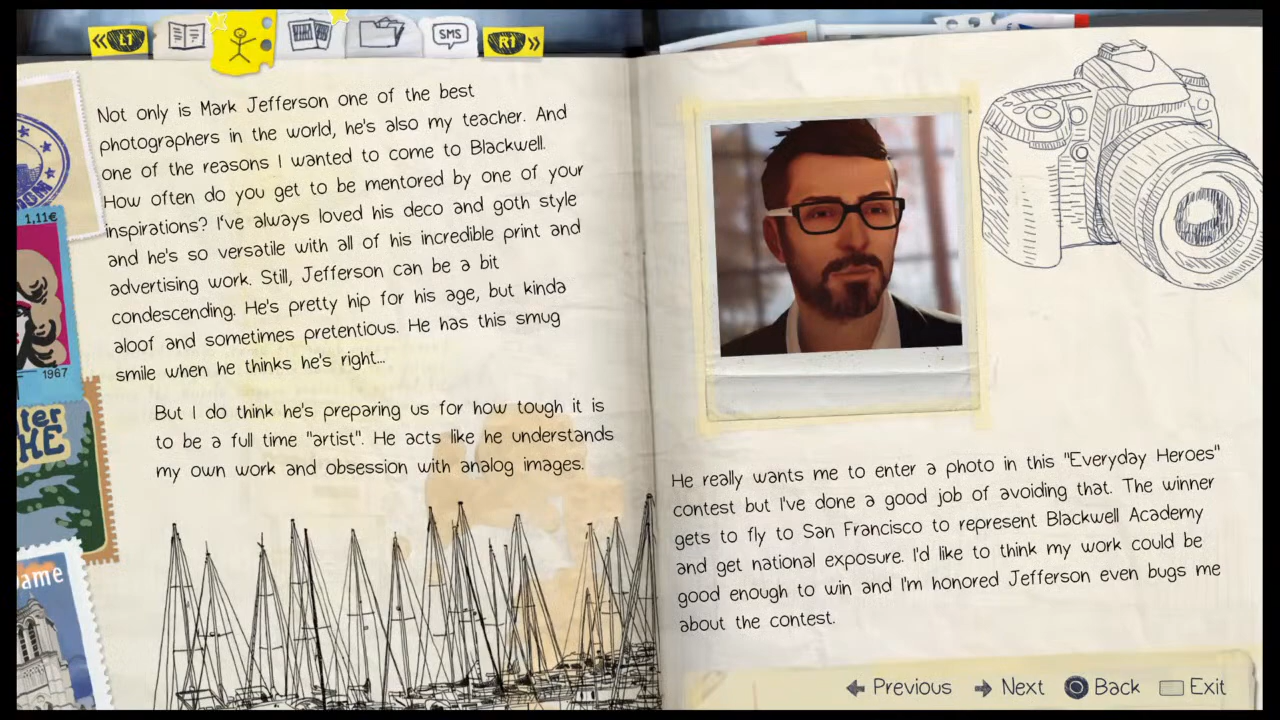 L1
SMS
R1
Not only is Mark Jefferson one of the best
photographers in the world, he's also my teacher. And
one of the reasons I wanted to come to Blackwell.
How often do you get to be mentored by one of your
inspirations? I've always loved his deco and goth style
and he's so versatile with all of his incredible print and
advertising work. Still, Jefferson can be a bit
condescending. He's pretty hip for his age, but kinda
aloof and sometimes pretentious. He has this smug
smile when he thinks he's right...
But I do think he's preparing us for how tough it is
to be a full time "artist". He acts like he understands
my own work and obsession with analog images.
1,11€
1967
He really wants me to enter a photo in this "Everyday Heroes"
contest but I've done a good job of avoiding that. The winner
gets to fly to San Francisco to represent Blackwell Academy
and get national exposure. I'd like to think my work could be
good enough to win and I'm honored Jefferson even bugs me
about the contest.
Previous
Next
Back
Exit